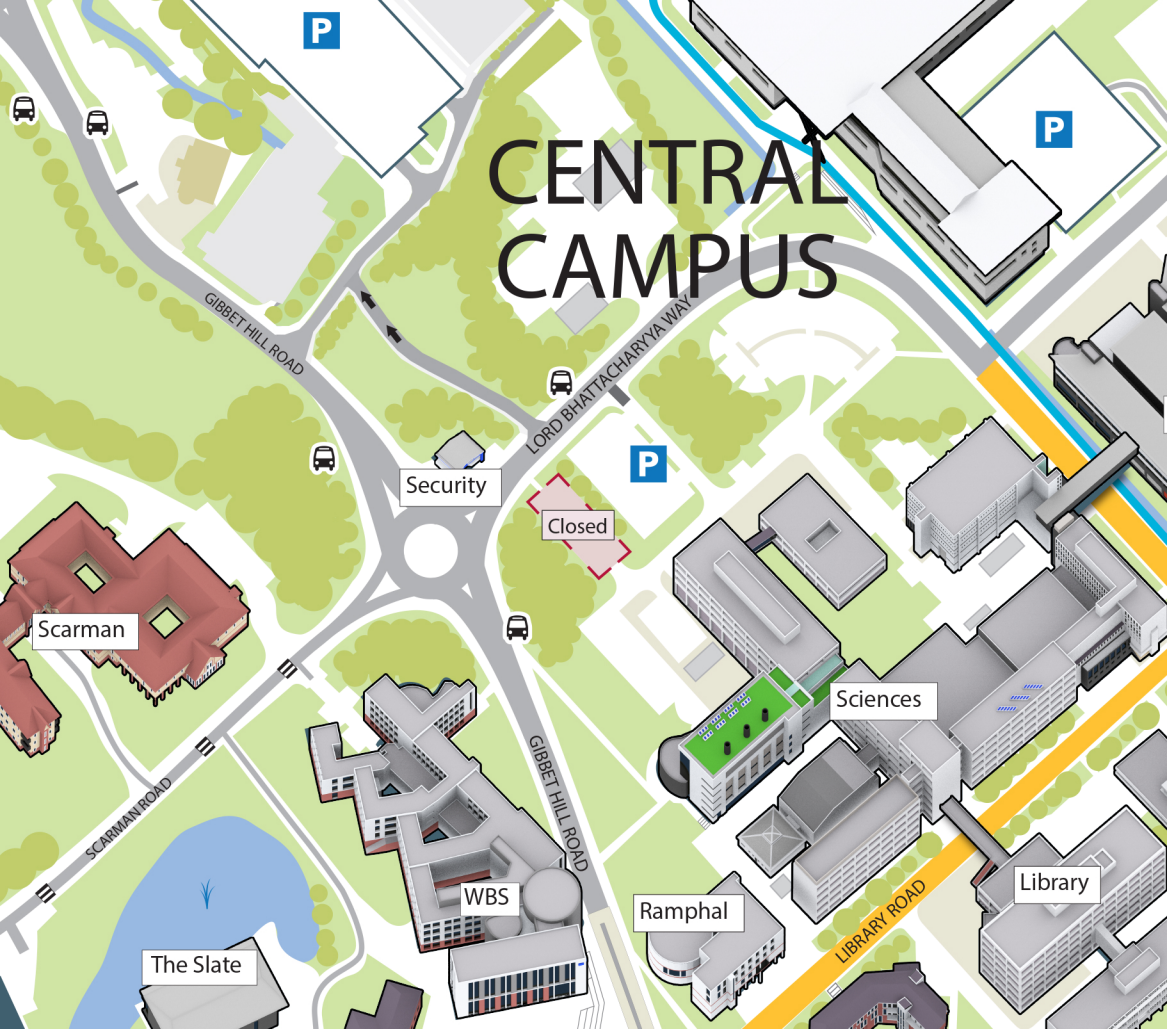 P
P
CENTRAL
CAMPUS
GIBBET HILL ROAD
LORD BHATTACHARYYA WAY
P
Security
Closed
Scarman
Sciences
GIBBET HILL ROAD
SCARMAN ROAD
WBS
Library
Ramphal
LIBRARY ROAD
The Slate